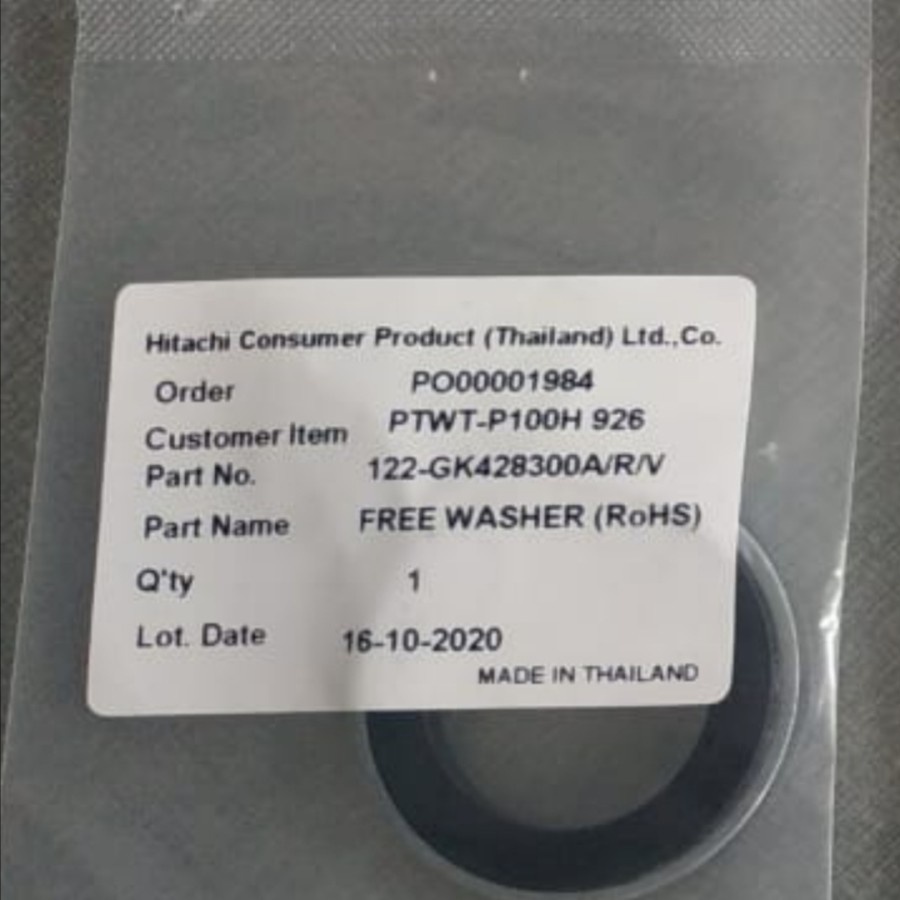 Hitachi Consumer Product (Thailand) Ltd.,Co.
Order PO00001984
Customer Item PTWT-P100H 926
Part No. 122-GK428300A/R/V
Part Name FREE WASHER (RoHS)
Q'ty 1
Lot. Date 16-10-2020
MADE IN THAILAND